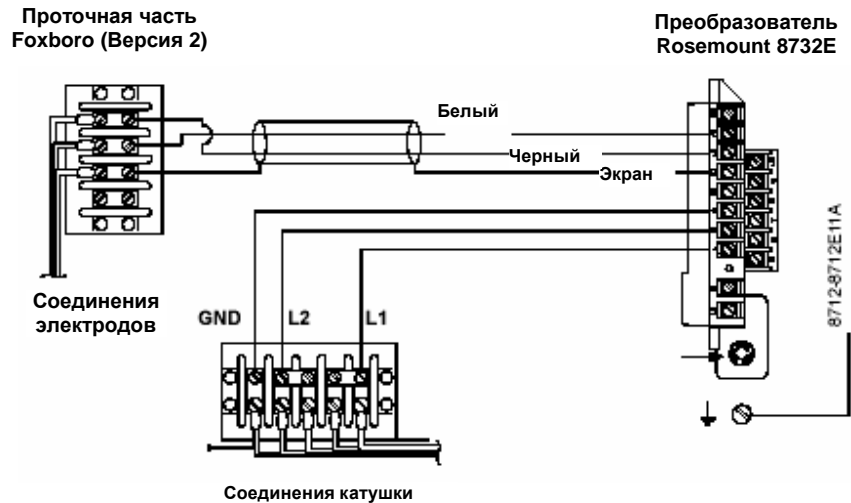 Проточная часть
Foxboro (Версия 2)
Преобразователь
Rosemount 8732E
Белый
Черный
Экран
Соединения
электродов
GND
L2
L1
8712-8712E11A
Соединения катушки